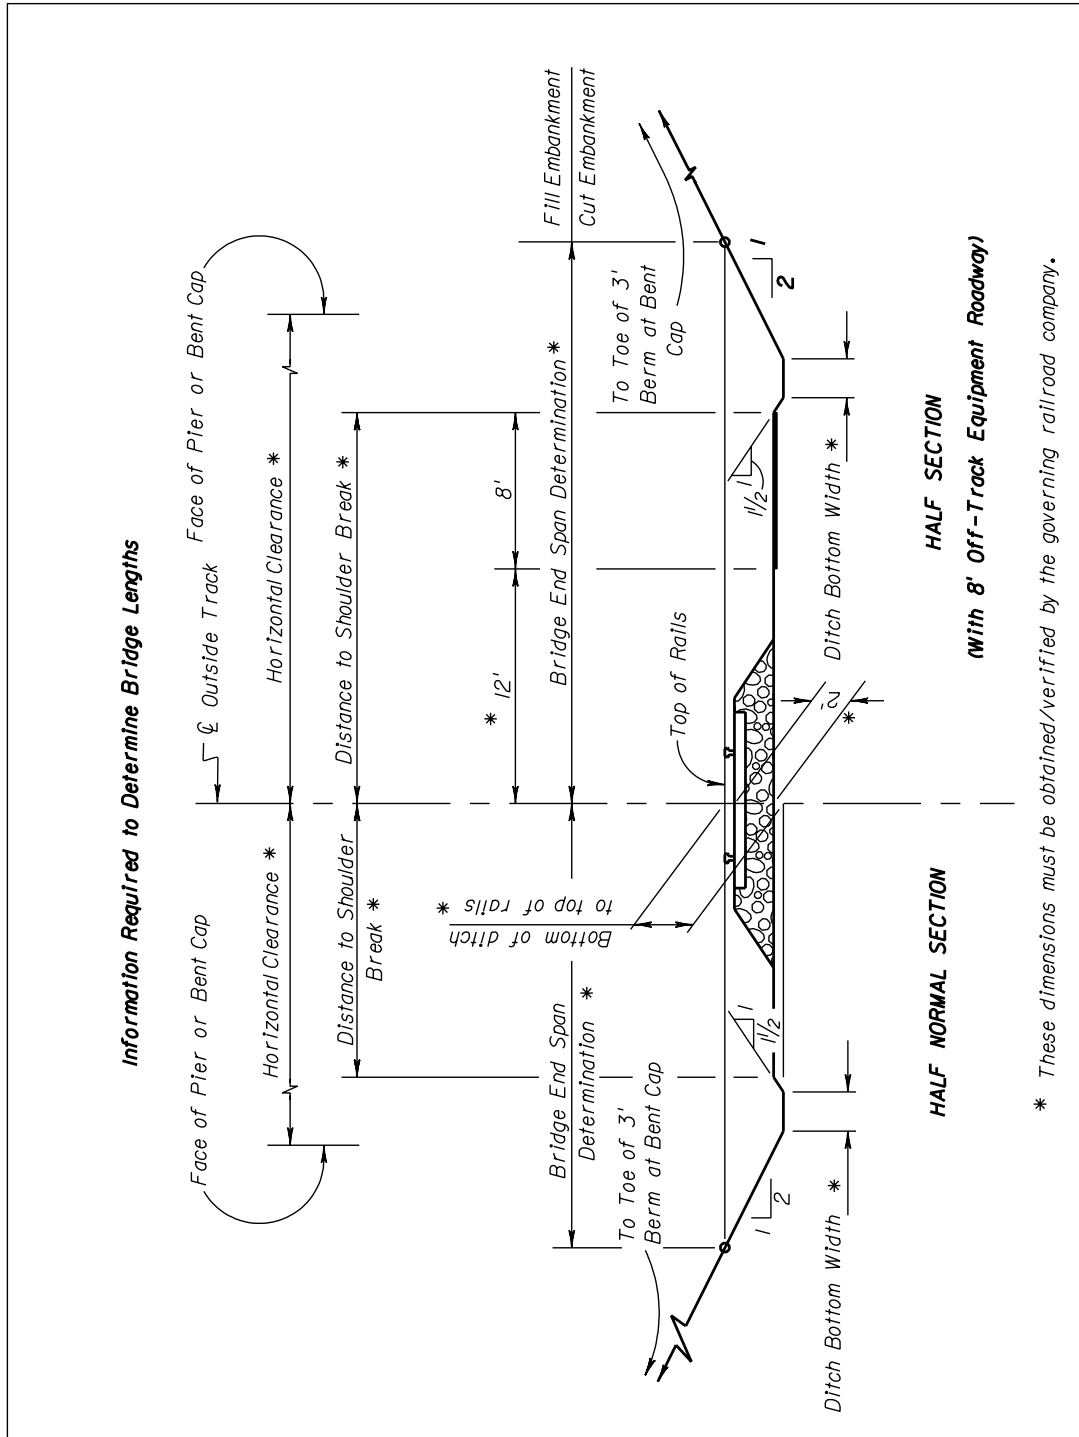 Information Required to Determine Bridge Lengths
℄ Outside Track
Face of Pier or Bent Cap
Face of Pier or Bent Cap
Horizontal Clearance *
Horizontal Clearance *
Distance to Shoulder
Break *
Distance to Shoulder Break *
* 12'
8'
Bridge End Span
Determination *
Bridge End Span Determination *
Fill Embankment
Cut Embankment
Bottom of ditch
to top of rails *
To Toe of 3'
Berm at Bent Cap
Top of Rails
To Toe of 3'
Berm at Bent
Cap
1
2
1
1½
1
1½
1
2
2'
*
Ditch Bottom Width *
Ditch Bottom Width *
HALF NORMAL SECTION
HALF SECTION
(With 8' Off-Track Equipment Roadway)
* These dimensions must be obtained/verified by the governing railroad company.